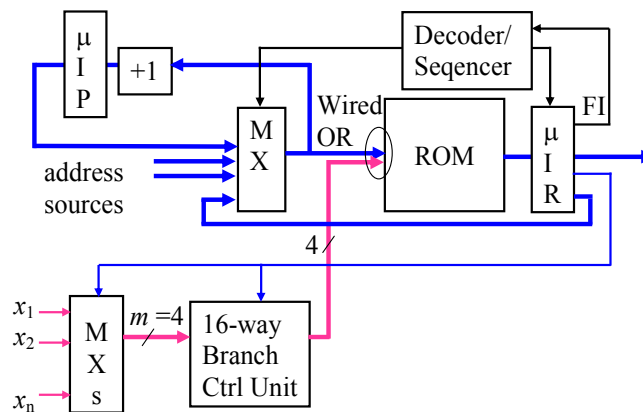 μ
I
P
+1
Decoder/
Seqencer
FI
Wired
OR
M
X
ROM
μ
I
R
address
sources
4
x1
x2
xn
M
X
s
m =4
16-way
Branch
Ctrl Unit